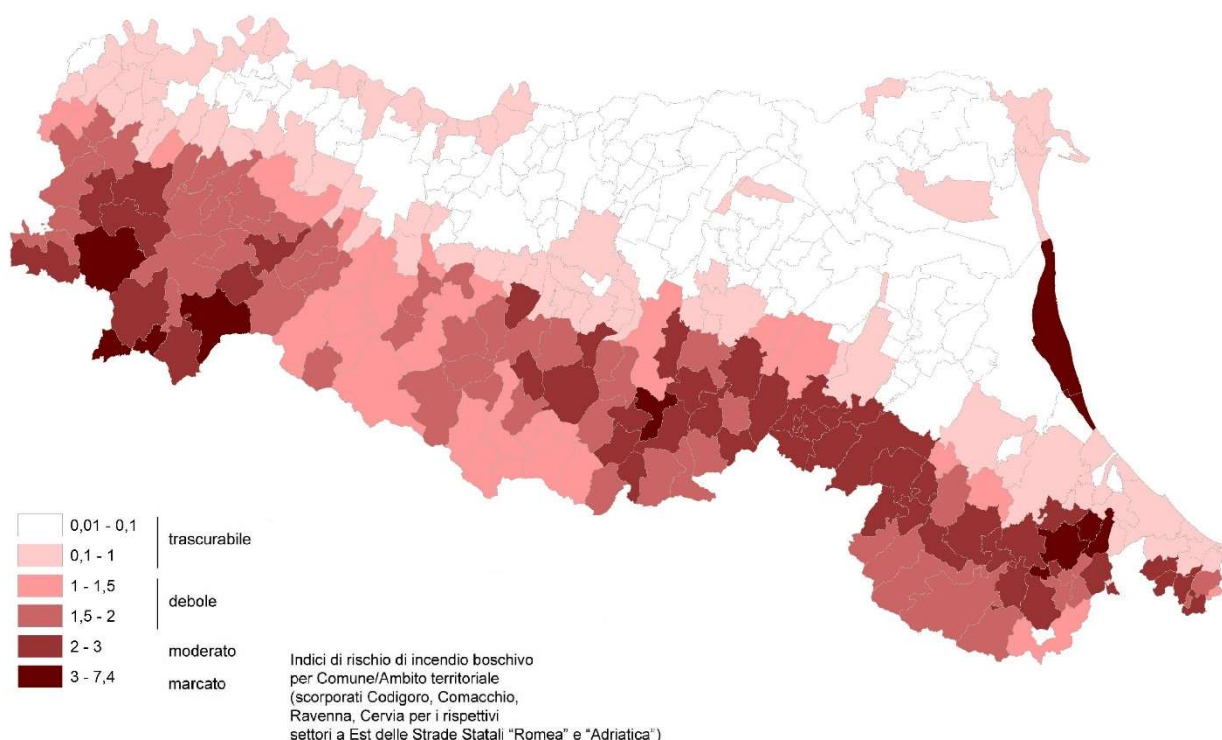 0,01 - 0,1
trascurabile
0,1 - 1
1 - 1,5
debole
1,5 - 2
2 - 3
moderato
3 - 7,4
marcato
Indici di rischio di incendio boschivo
per Comune/Ambito territoriale
(scorporati Codigoro, Comacchio,
Ravenna, Cervia per i rispettivi
settori a Est delle Strade Statali "Romea" e "Adriatica")